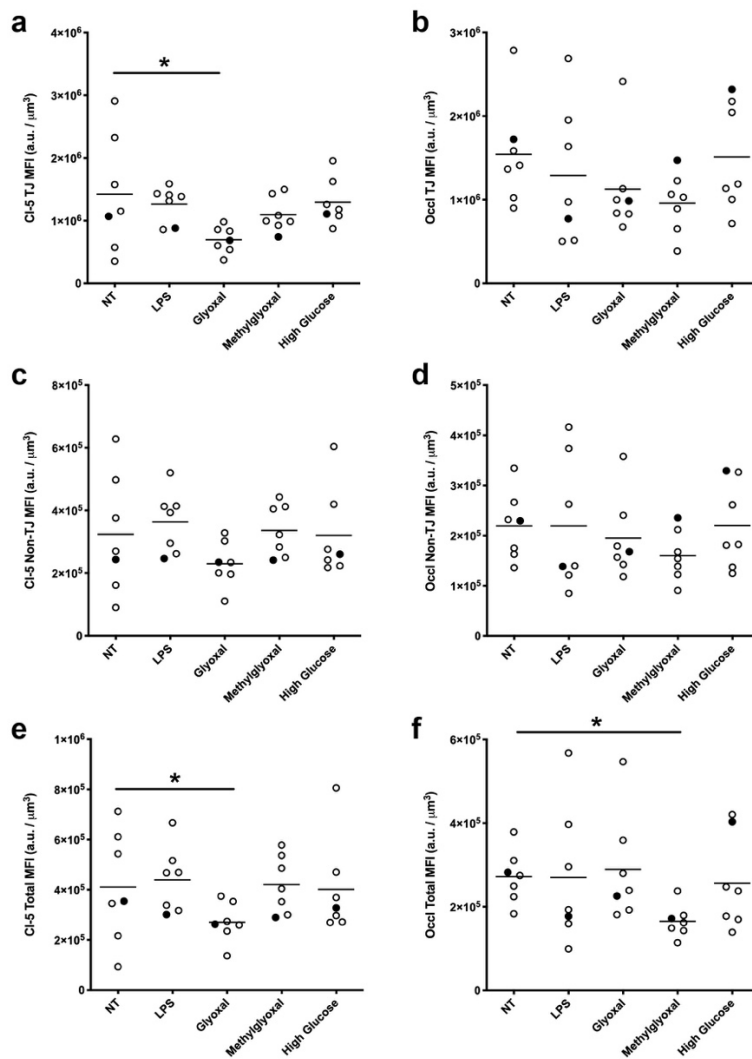 a
Cl-5 TJ MFI (a.u. / μm³)
4×10⁶
3×10⁶
2×10⁶
1×10⁶
0
*
NT
LPS
Glyoxal
Methylglyoxal
High Glucose
b
Occl TJ MFI (a.u. / μm³)
3×10⁶
2×10⁶
1×10⁶
0
NT
LPS
Glyoxal
Methylglyoxal
High Glucose
c
Cl-5 Non-TJ MFI (a.u. / μm³)
8×10⁵
6×10⁵
4×10⁵
2×10⁵
0
NT
LPS
Glyoxal
Methylglyoxal
High Glucose
d
Occl Non-TJ MFI (a.u. / μm³)
5×10⁵
4×10⁵
3×10⁵
2×10⁵
1×10⁵
0
NT
LPS
Glyoxal
Methylglyoxal
High Glucose
e
Cl-5 Total MFI (a.u. / μm³)
1×10⁶
8×10⁵
6×10⁵
4×10⁵
2×10⁵
0
*
NT
LPS
Glyoxal
Methylglyoxal
High Glucose
f
Occl Total MFI (a.u. / μm³)
6×10⁵
4×10⁵
2×10⁵
0
*
NT
LPS
Glyoxal
Methylglyoxal
High Glucose